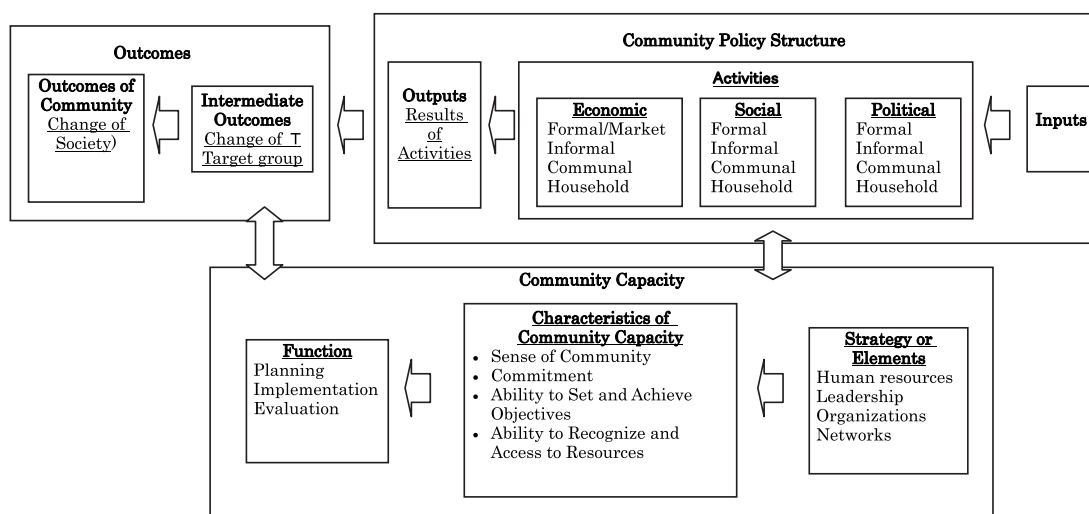 Outcomes
Outcomes of
Community
Change of
Society)
Intermediate
Outcomes
Change of T
Target group
Community Policy Structure
Outputs
Results
of
Activities
Activities
Economic
Formal/Market
Informal
Communal
Household
Social
Formal
Informal
Communal
Household
Political
Formal
Informal
Communal
Household
Inputs
Community Capacity
Function
Planning
Implementation
Evaluation
Characteristics of
Community Capacity
• Sense of Community
• Commitment
• Ability to Set and Achieve
Objectives
• Ability to Recognize and
Access to Resources
Strategy or
Elements
Human resources
Leadership
Organizations
Networks